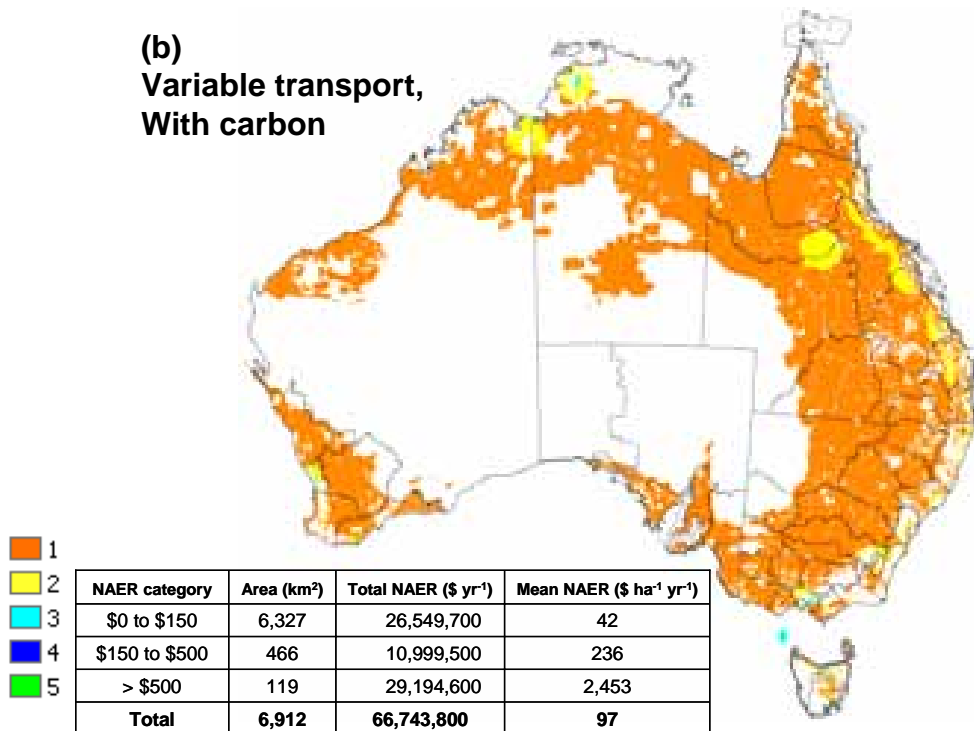 (b)
Variable transport,
With carbon
1
2
3
4
5
NAER category Area (km²) Total NAER ($ yr⁻¹) Mean NAER ($ ha⁻¹ yr⁻¹)
$0 to $150 6,327 26,549,700 42
$150 to $500 466 10,999,500 236
> $500 119 29,194,600 2,453
Total 6,912 66,743,800 97